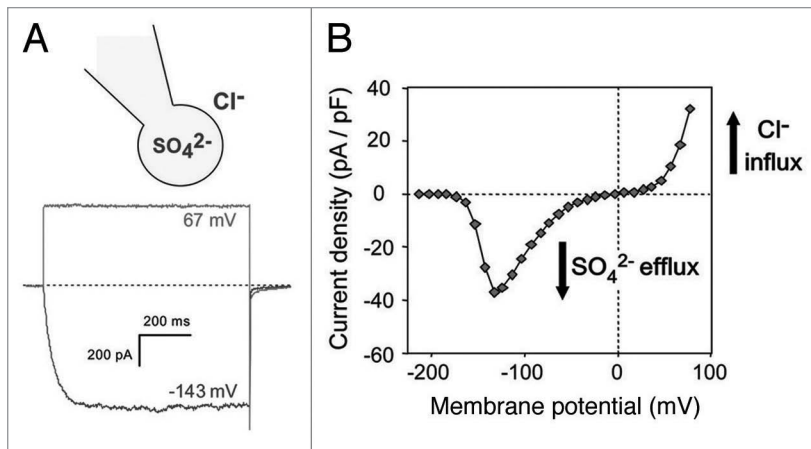 A
Cl⁻
SO₄²⁻
67 mV
200 ms
200 pA
-143 mV
B
Current density (pA / pF)
40
20
0
-20
-40
-60
-200
-100
0
100
Membrane potential (mV)
Cl⁻
influx
SO₄²⁻ efflux